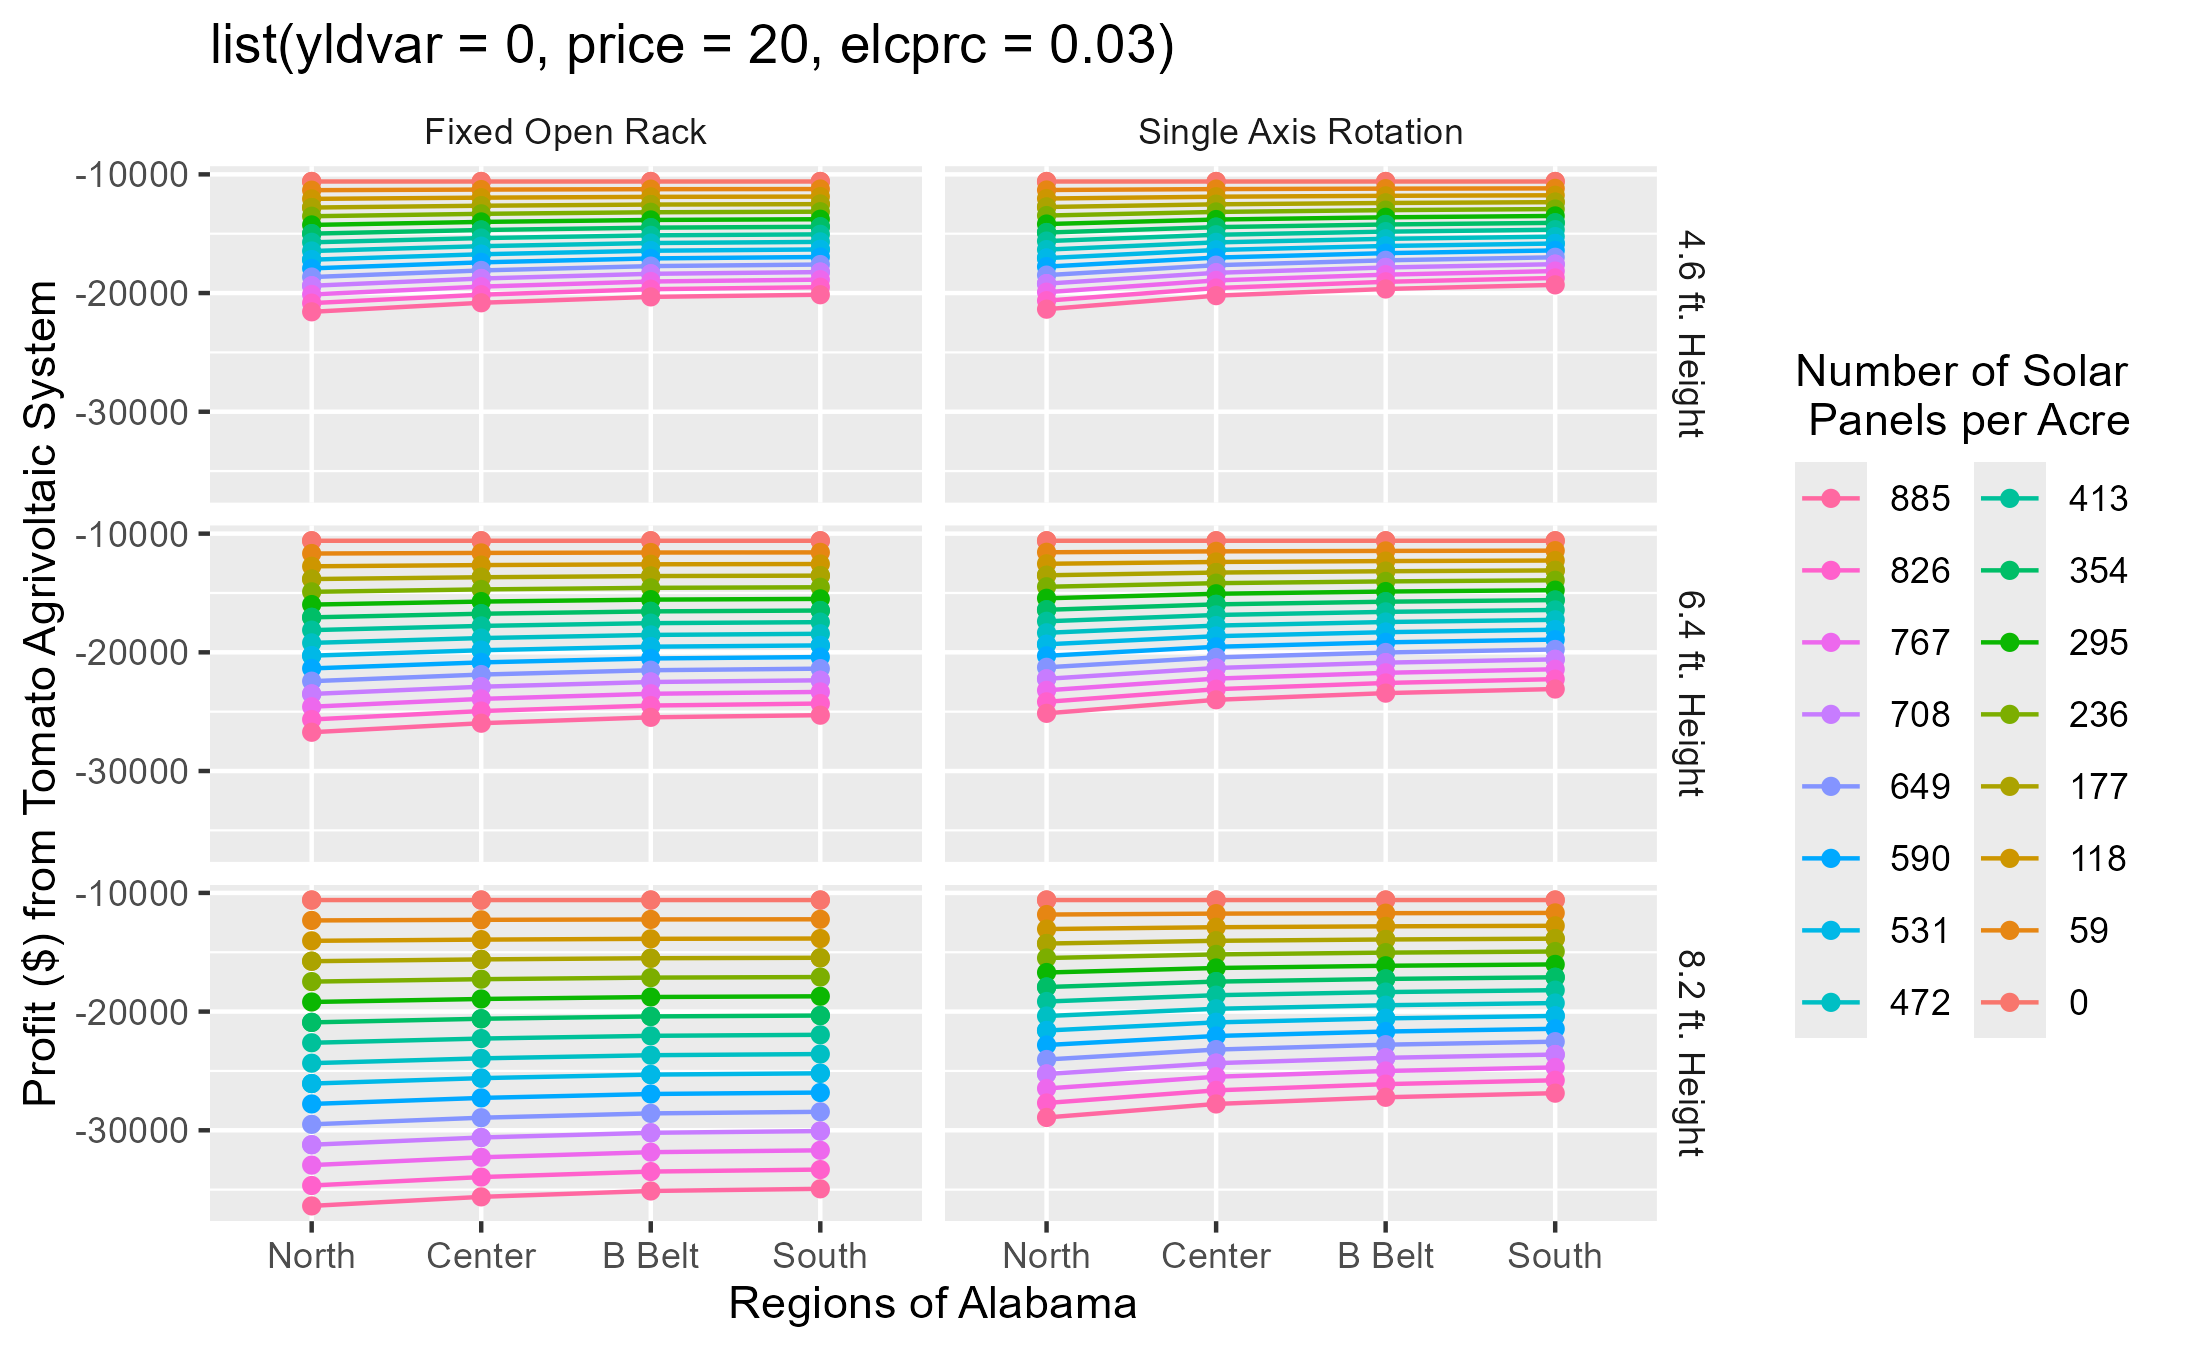 list(yldvar = 0, price = 20, elcprc = 0.03)
Fixed Open Rack
Single Axis Rotation
Profit ($) from Tomato Agrivoltaic System
-10000
-20000
-30000
4.6 ft. Height
-10000
-20000
-30000
6.4 ft. Height
-10000
-20000
-30000
8.2 ft. Height
North Center B Belt South
North Center B Belt South
Regions of Alabama
Number of Solar
Panels per Acre
885 413
826 354
767 295
708 236
649 177
590 118
531 59
472 0